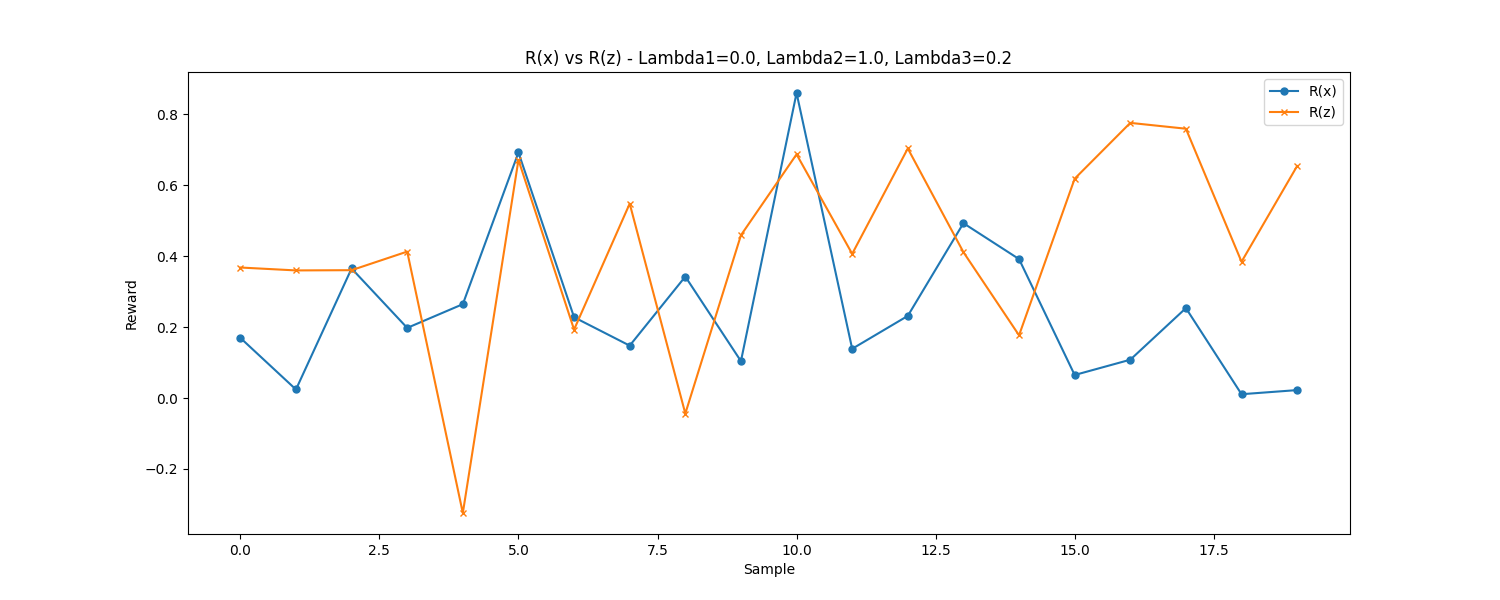 R(x) vs R(z) - Lambda1=0.0, Lambda2=1.0, Lambda3=0.2
R(x)
R(z)
0.8
0.6
0.4
0.2
0.0
−0.2
Reward
0.0 2.5 5.0 7.5 10.0 12.5 15.0 17.5
Sample